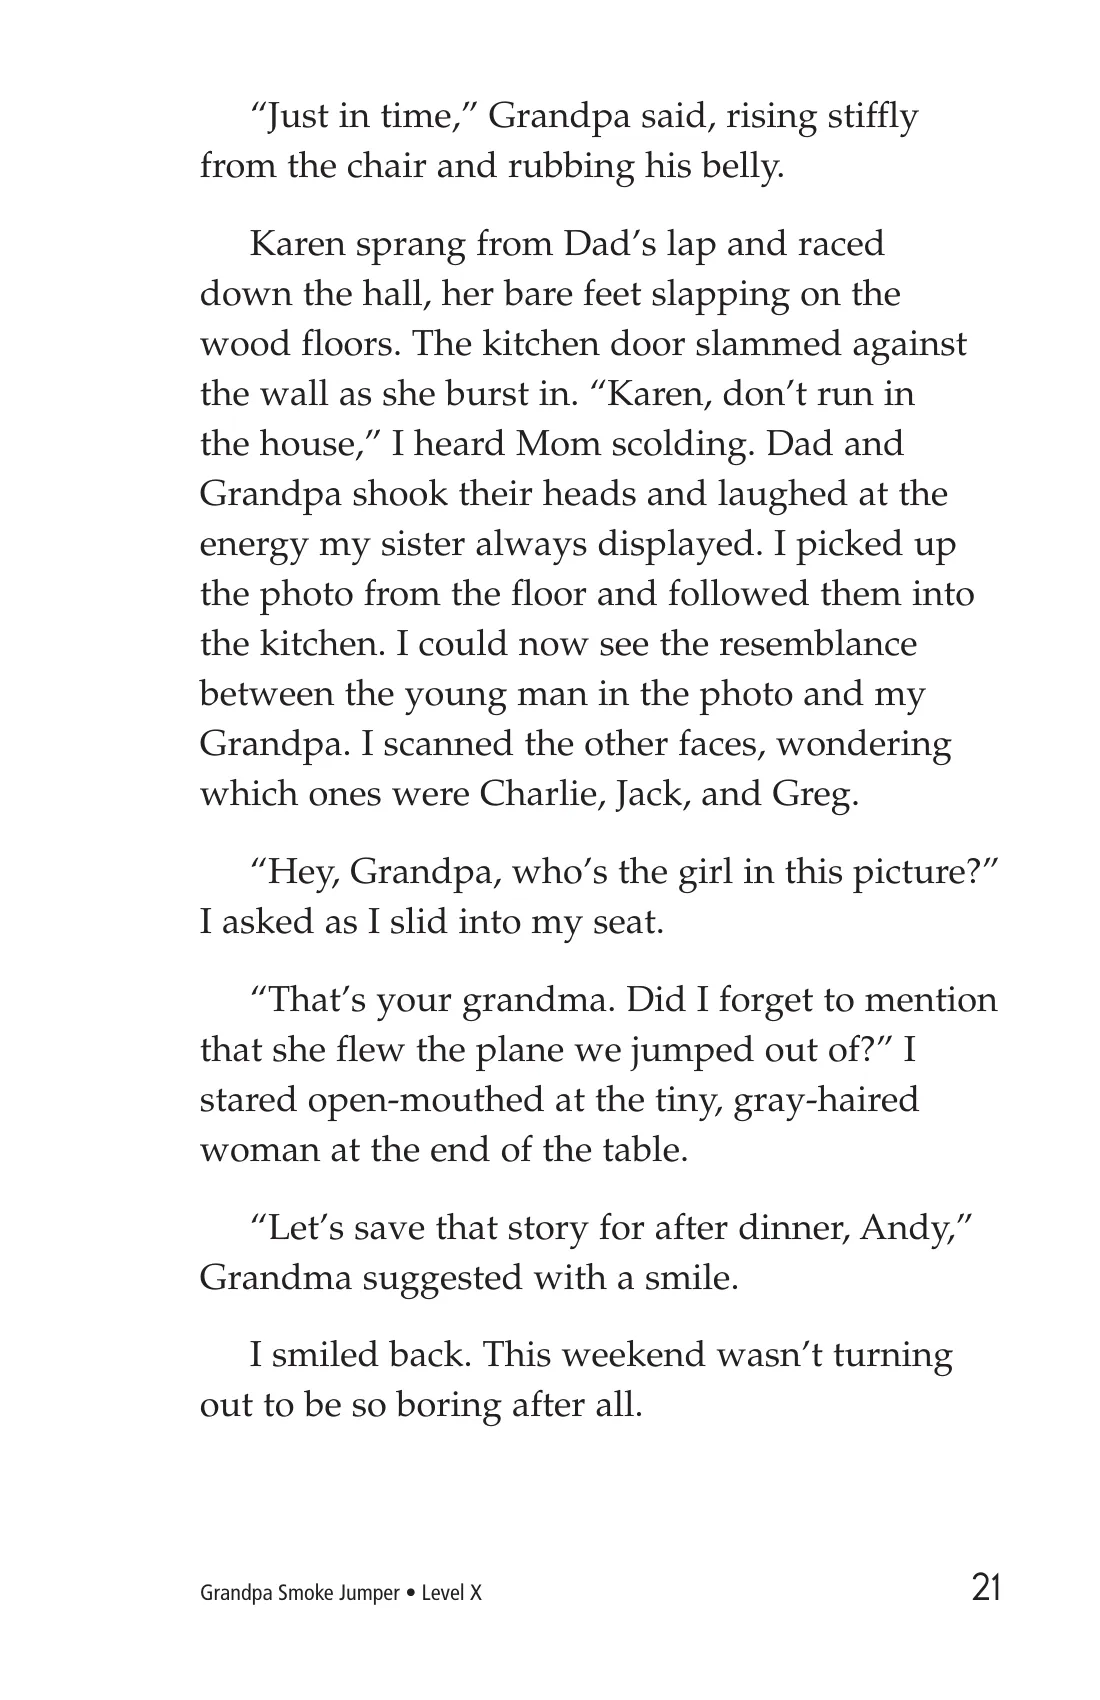 “Just in time,” Grandpa said, rising stiffly
from the chair and rubbing his belly.
Karen sprang from Dad’s lap and raced
down the hall, her bare feet slapping on the
wood floors. The kitchen door slammed against
the wall as she burst in. “Karen, don’t run in
the house,” I heard Mom scolding. Dad and
Grandpa shook their heads and laughed at the
energy my sister always displayed. I picked up
the photo from the floor and followed them into
the kitchen. I could now see the resemblance
between the young man in the photo and my
Grandpa. I scanned the other faces, wondering
which ones were Charlie, Jack, and Greg.
“Hey, Grandpa, who’s the girl in this picture?”
I asked as I slid into my seat.
“That’s your grandma. Did I forget to mention
that she flew the plane we jumped out of?” I
stared open-mouthed at the tiny, gray-haired
woman at the end of the table.
“Let’s save that story for after dinner, Andy,”
Grandma suggested with a smile.
I smiled back. This weekend wasn’t turning
out to be so boring after all.
Grandpa Smoke Jumper • Level X 21